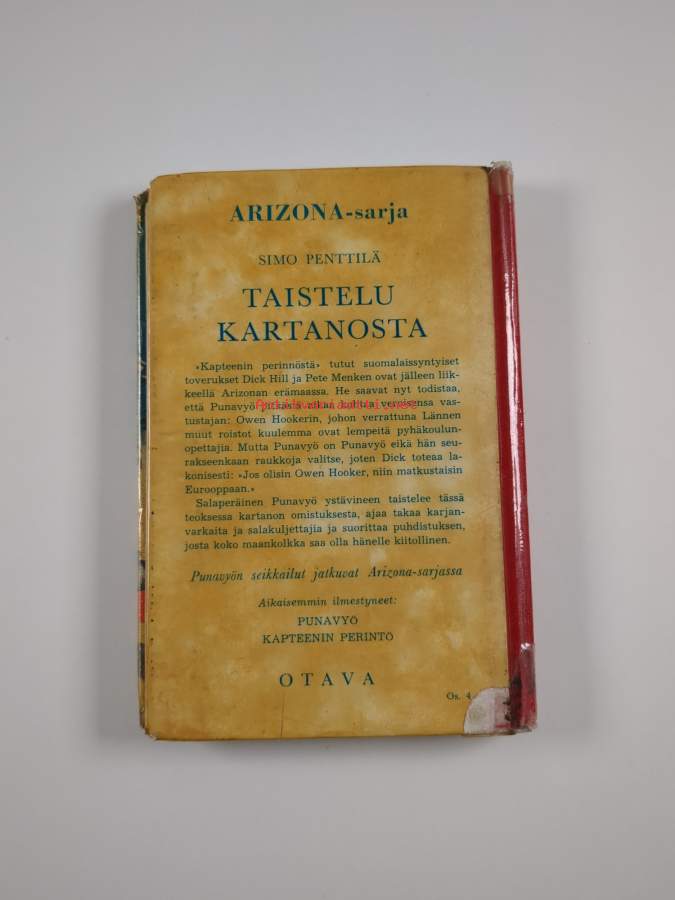 ARIZONA-sarja
SIMO PENTTILÄ
TAISTELU
KARTANOSTA
»Kapteenin perinnöstä» tutut suomalaissyntyiset
toverukset Dick Hill ja Pete Menken ovat jälleen liik-
keellä Arizonan erämaassa. He saavat nyt todistaa,
että Punavyö
tustajan: Owen Hookerin, johon verrattuna Lännen
muut roistot kuulemma ovat lempeitä pyhäkoulun-
opettajia. Mutta Punavyö on Punavyö eikä hän seu-
rakseenkaan raukkoja valitse, joten Dick toteaa la-
konisesti: »Jos olisin Owen Hooker, niin matkustaisin
Eurooppaan.»
Salaperäinen Punavyö ystävineen taistelee tässä
teoksessa kartanon omistuksesta, ajaa takaa karjan-
varkaita ja salakuljettajia ja suorittaa puhdistuksen,
josta koko maankolkka saa olla hänelle kiitollinen.
Punavyön seikkailut jatkuvat Arizona-sarjassa
Aikaisemmin ilmestyneet:
PUNAVYÖ
KAPTEENIN PERINTÖ
OTAVA
Os. 4